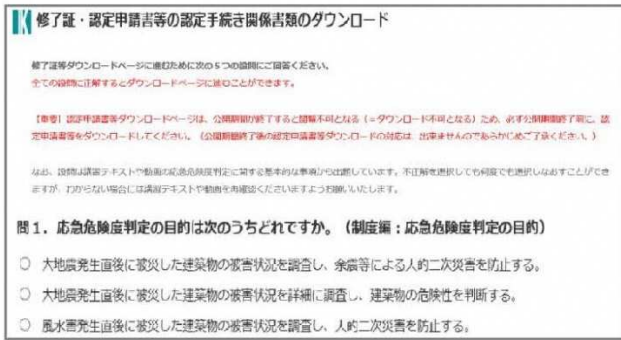 修了証・認定申請書等の認定手続き関係書類のダウンロード
修了証等ダウンロードページに進むために次の5つの設問にご回答ください。
全ての設問に正解するとダウンロードページに進むことができます。
【重要】認定申請書等ダウンロードページは、公開期間が終了すると閲覧不可となる（＝ダウンロード不可となる）ため、必ず公開期間終了前に、認
定申請書等をダウンロードしてください。（公開期間終了後の認定申請書等ダウンロードの対応は、出来ませんのであらかじめご了承ください。）
なお、設問は講習テキストや動画の応急危険度判定に関する基本的な事項から出題しています。不正解を選択しても何度でも選択しなおすことができ
ますが、わからない場合には講習テキストや動画を再確認くださいますようお願いいたします。
問1．応急危険度判定の目的は次のうちどれですか。（制度編：応急危険度判定の目的）
大地震発生直後に被災した建築物の被害状況を調査し、余震等による人的二次災害を防止する。
大地震発生直後に被災した建築物の被害状況を詳細に調査し、建築物の危険性を判断する。
風水害発生直後に被災した建築物の被害状況を調査し、人的二次災害を防止する。